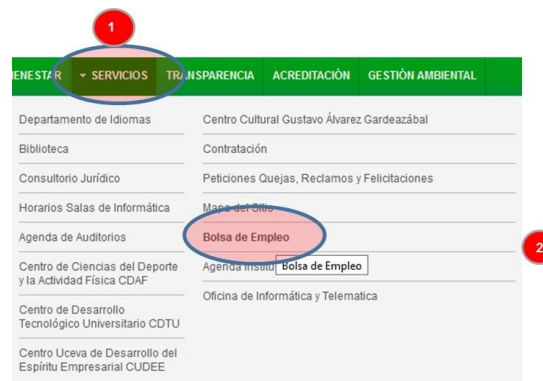 1
SERVICIOS TRANSPARENCIA ACREDITACIÓN GESTIÓN AMBIENTAL
Departamento de Idiomas
Biblioteca
Consultorio Jurídico
Horarios Salas de Informática
Agenda de Auditorios
Centro de Ciencias del Deporte
y la Actividad Física CDAF
Centro de Desarrollo
Tecnológico Universitario CDTU
Centro Uceva de Desarrollo del
Espíritu Empresarial CUDEE
Centro Cultural Gustavo Álvarez Gardeazábal
Contratación
Peticiones Quejas, Reclamos y Felicitaciones
Mapa del Sitio
Bolsa de Empleo
Agenda Institu
Bolsa de Empleo
Oficina de Informática y Telematica
2